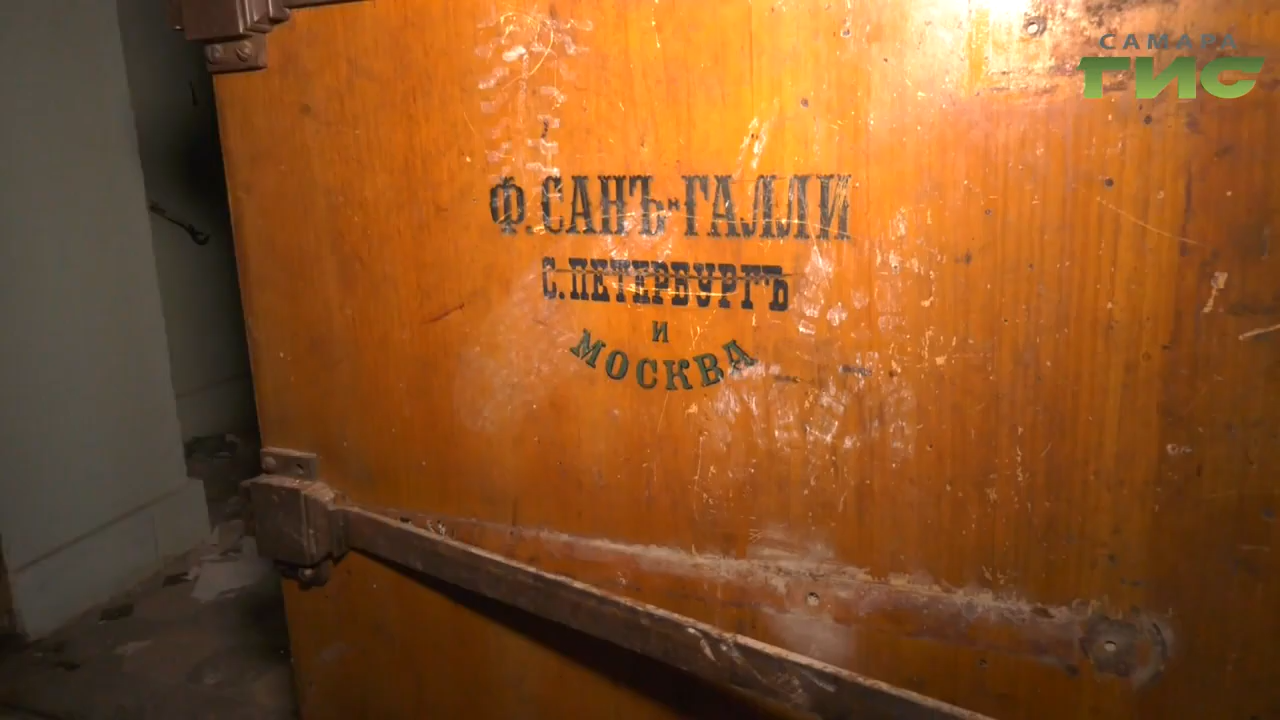 САМАРА
ГИС
Ф. САНЪ-ГАЛЛИ
С. ПЕТЕРБУРГЪ
И
МОСКВА